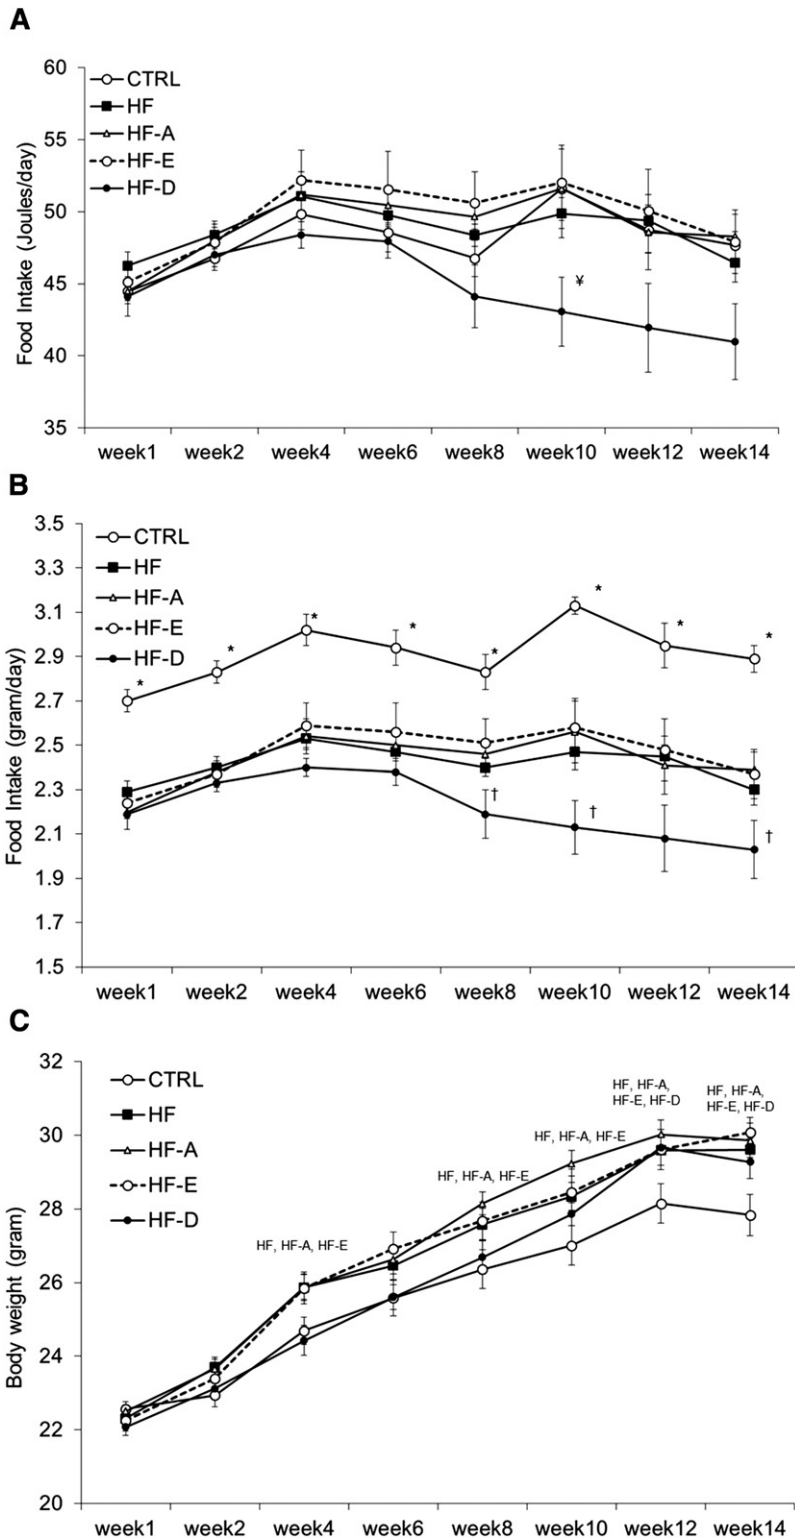 A
Food Intake (Joules/day)
60
55
50
45
40
35
CTRL
HF
HF-A
HF-E
HF-D
¥
week1 week2 week4 week6 week8 week10 week12 week14
B
Food Intake (gram/day)
3.5
3.3
3.1
2.9
2.7
2.5
2.3
2.1
1.9
1.7
1.5
CTRL
HF
HF-A
HF-E
HF-D
* * * * * * * *
† † †
week1 week2 week4 week6 week8 week10 week12 week14
C
Body weight (gram)
32
30
28
26
24
22
20
CTRL
HF
HF-A
HF-E
HF-D
HF, HF-A, HF-E
HF, HF-A, HF-E
HF, HF-A, HF-E
HF, HF-A,
HF-E, HF-D
HF, HF-A,
HF-E, HF-D
week1 week2 week4 week6 week8 week10 week12 week14